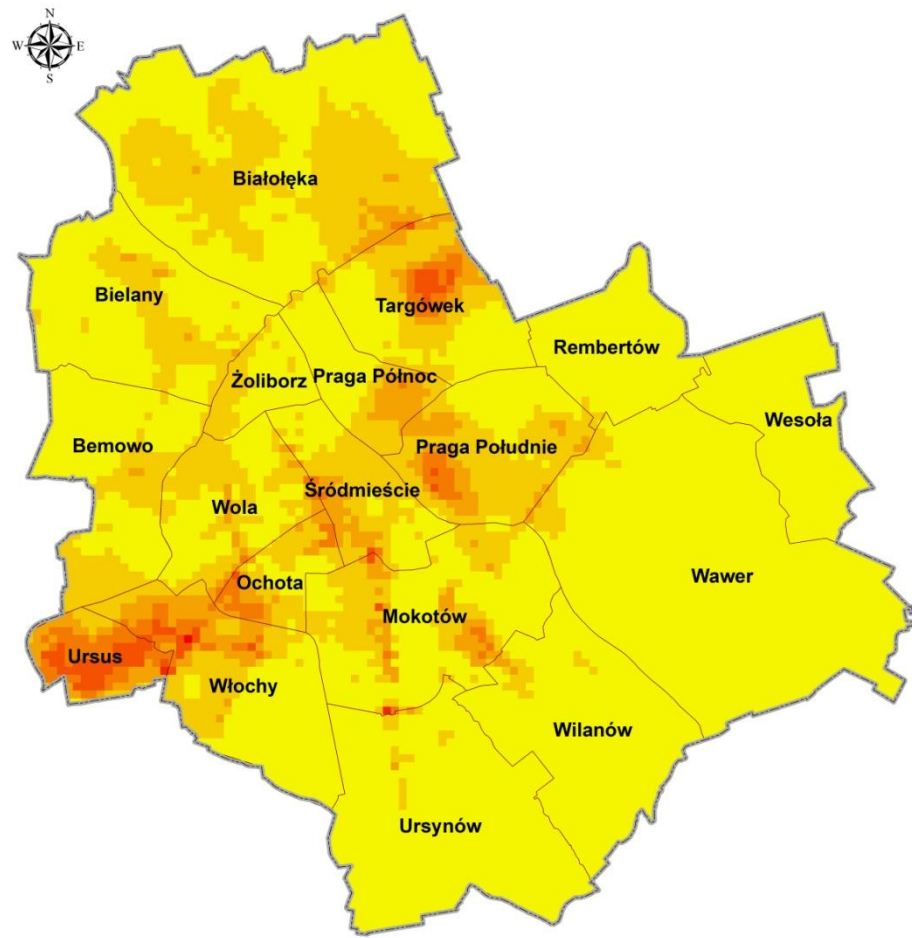 N
W E
S
Białołęka
Bielany
Targówek
Rembertów
Żoliborz
Praga Północ
Wesoła
Bemowo
Praga Południe
Śródmieście
Wola
Ochota
Wawer
Mokotów
Ursus
Włochy
Wilanów
Ursynów